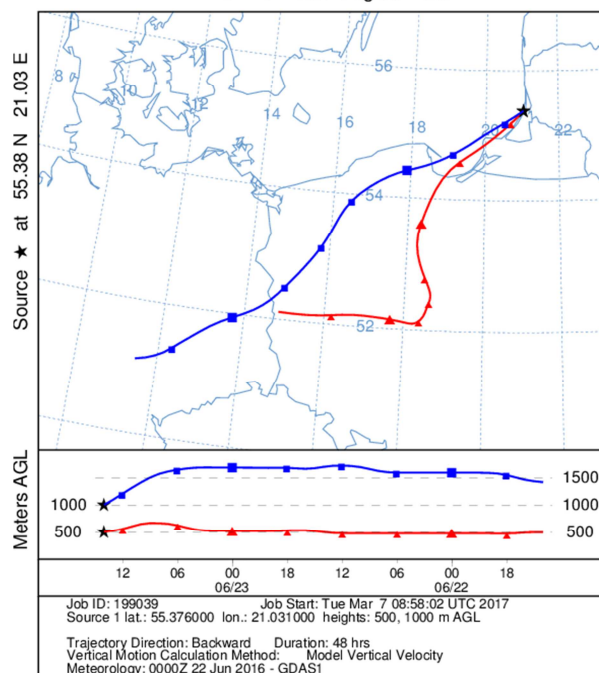 Source ★ at 55.38 N 21.03 E
56
8
10
12
14
16
18
20
22
54
52
Meters AGL
1500
1000
1000
500
500
12 06 00 18 12 06 00 18
06/23 06/22
Job ID: 199039 Job Start: Tue Mar 7 08:58:02 UTC 2017
Source 1 lat.: 55.376000 lon.: 21.031000 heights: 500, 1000 m AGL
Trajectory Direction: Backward Duration: 48 hrs
Vertical Motion Calculation Method: Model Vertical Velocity
Meteorology: 0000Z 22 Jun 2016 - GDAS1